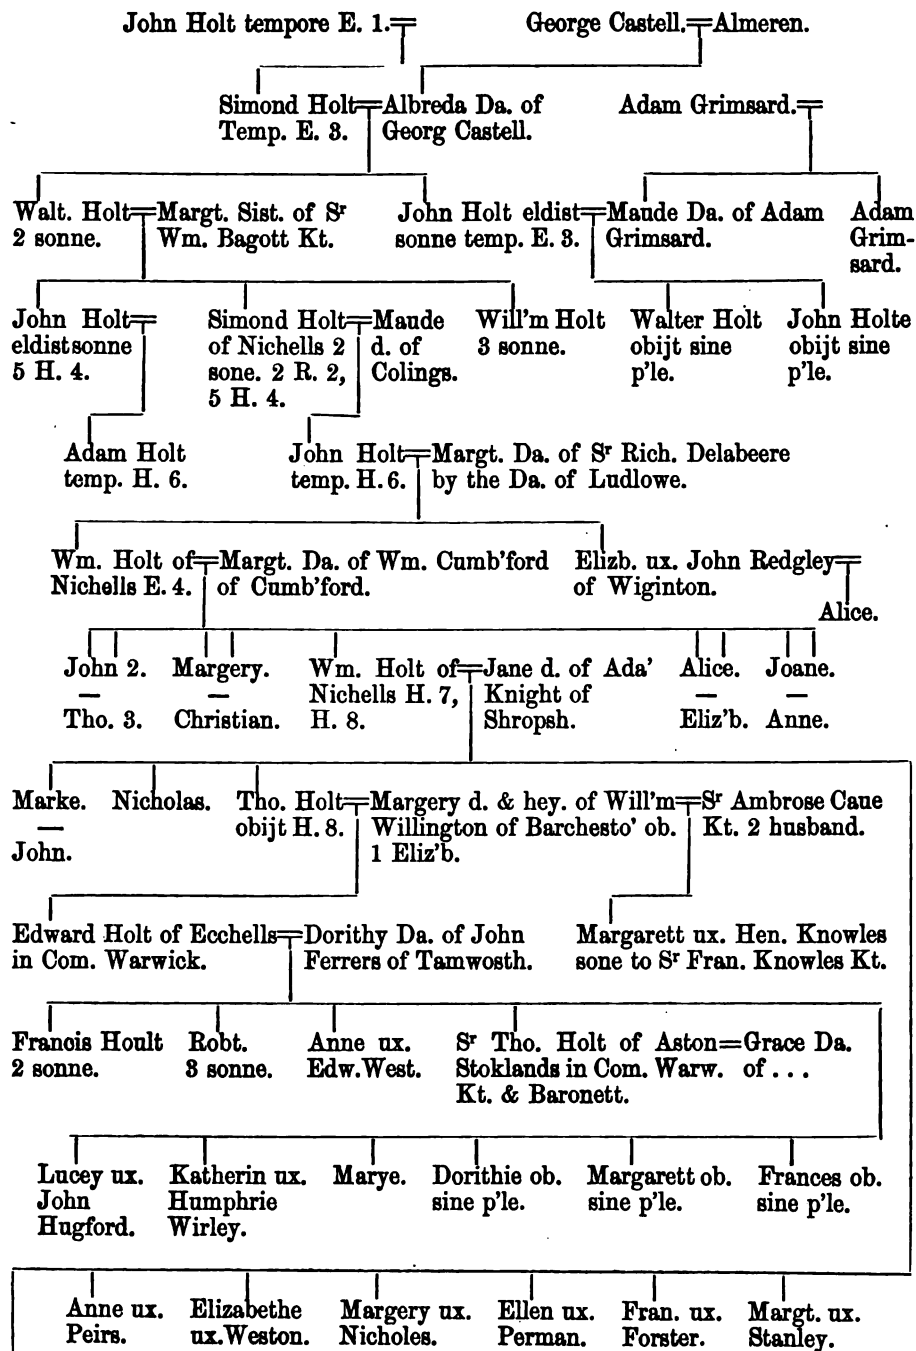 John Holt tempore E. 1.
George Castell. Almeren.
Simond Holt
Temp. E. 3.
Albreda Da. of
Georg Castell.
Adam Grimsard.
Walt. Holt
2 sonne.
Margt. Sist. of Sr
Wm. Bagott Kt.
John Holt eldist
sonne temp. E. 3.
Maude Da. of Adam
Grimsard.
Adam
Grim-
sard.
John Holt
eldist sonne
5 H. 4.
Simond Holt
of Nichells 2
sone. 2 R. 2,
5 H. 4.
Maude
d. of
Colings.
Will'm Holt
3 sonne.
Walter Holt
obijt sine
p'le.
John Holte
obijt sine
p'le.
Adam Holt
temp. H. 6.
John Holt
temp. H. 6.
Margt. Da. of Sr Rich. Delabeere
by the Da. of Ludlowe.
Wm. Holt of
Nichells E. 4.
Margt. Da. of Wm. Cumb'ford
of Cumb'ford.
Elizb. ux. John Redgley
of Wiginton.
Alice.
John 2.
Tho. 3.
Margery.
Christian.
Wm. Holt of
Nichells H. 7,
H. 8.
Jane d. of Ada'
Knight of
Shropsh.
Alice.
Eliz'b.
Joane.
Anne.
Marke.
John.
Nicholas.
Tho. Holt
obijt H. 8.
Margery d. & hey. of Will'm
Willington of Barchesto' ob.
1 Eliz'b.
Sr Ambrose Caue
Kt. 2 husband.
Edward Holt of Ecchells
in Com. Warwick.
Dorithy Da. of John
Ferrers of Tamwosth.
Margarett ux. Hen. Knowles
sone to Sr Fran. Knowles Kt.
Francis Hoult
2 sonne.
Robt.
3 sonne.
Anne ux.
Edw. West.
Sr Tho. Holt of Aston
Stoklands in Com. Warw.
Kt. & Baronett.
Grace Da.
of ...
Lucey ux.
John
Hugford.
Katherin ux.
Humphrie
Wirley.
Marye.
Dorithie ob.
sine p'le.
Margarett ob.
sine p'le.
Frances ob.
sine p'le.
Anne ux.
Peirs.
Elizabethe
ux. Weston.
Margery ux.
Nicholes.
Ellen ux.
Perman.
Fran. ux.
Forster.
Margt. ux.
Stanley.